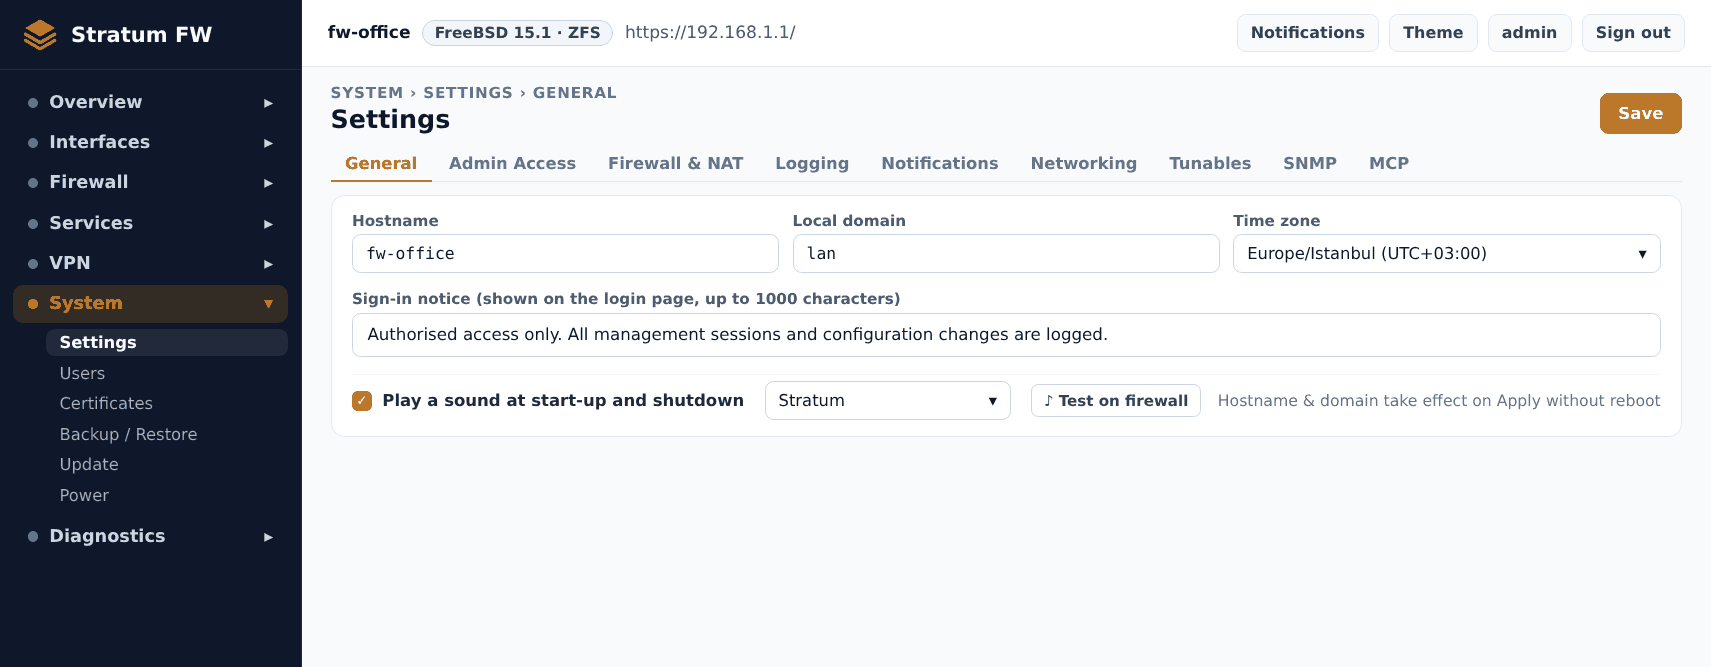 Stratum FW
fw-office FreeBSD 15.1 · ZFS https://192.168.1.1/ Notifications Theme admin Sign out
Overview ▶
Interfaces ▶
Firewall ▶
Services ▶
VPN ▶
System ▼
Settings
Users
Certificates
Backup / Restore
Update
Power
Diagnostics ▶
SYSTEM › SETTINGS › GENERAL
Settings
Save
General Admin Access Firewall & NAT Logging Notifications Networking Tunables SNMP MCP
Hostname Local domain Time zone
fw-office lan Europe/Istanbul (UTC+03:00) ▼
Sign-in notice (shown on the login page, up to 1000 characters)
Authorised access only. All management sessions and configuration changes are logged.
✓ Play a sound at start-up and shutdown Stratum ▼ ♪ Test on firewall Hostname & domain take effect on Apply without reboot